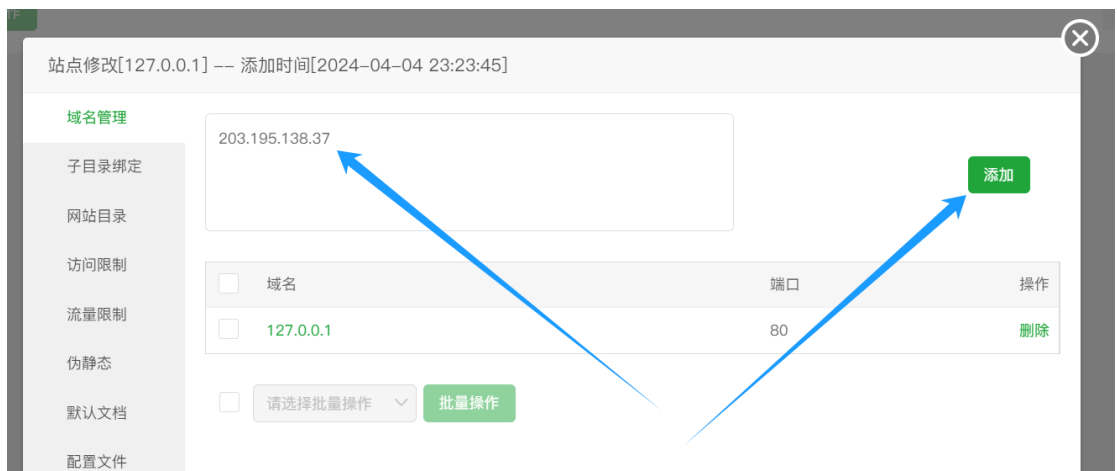 TF
站点修改[127.0.0.1] -- 添加时间[2024-04-04 23:23:45]
域名管理
203.195.138.37
子目录绑定
添加
网站目录
访问限制
域名 端口 操作
流量限制
127.0.0.1 80 删除
伪静态
请选择批量操作 批量操作
默认文档
配置文件